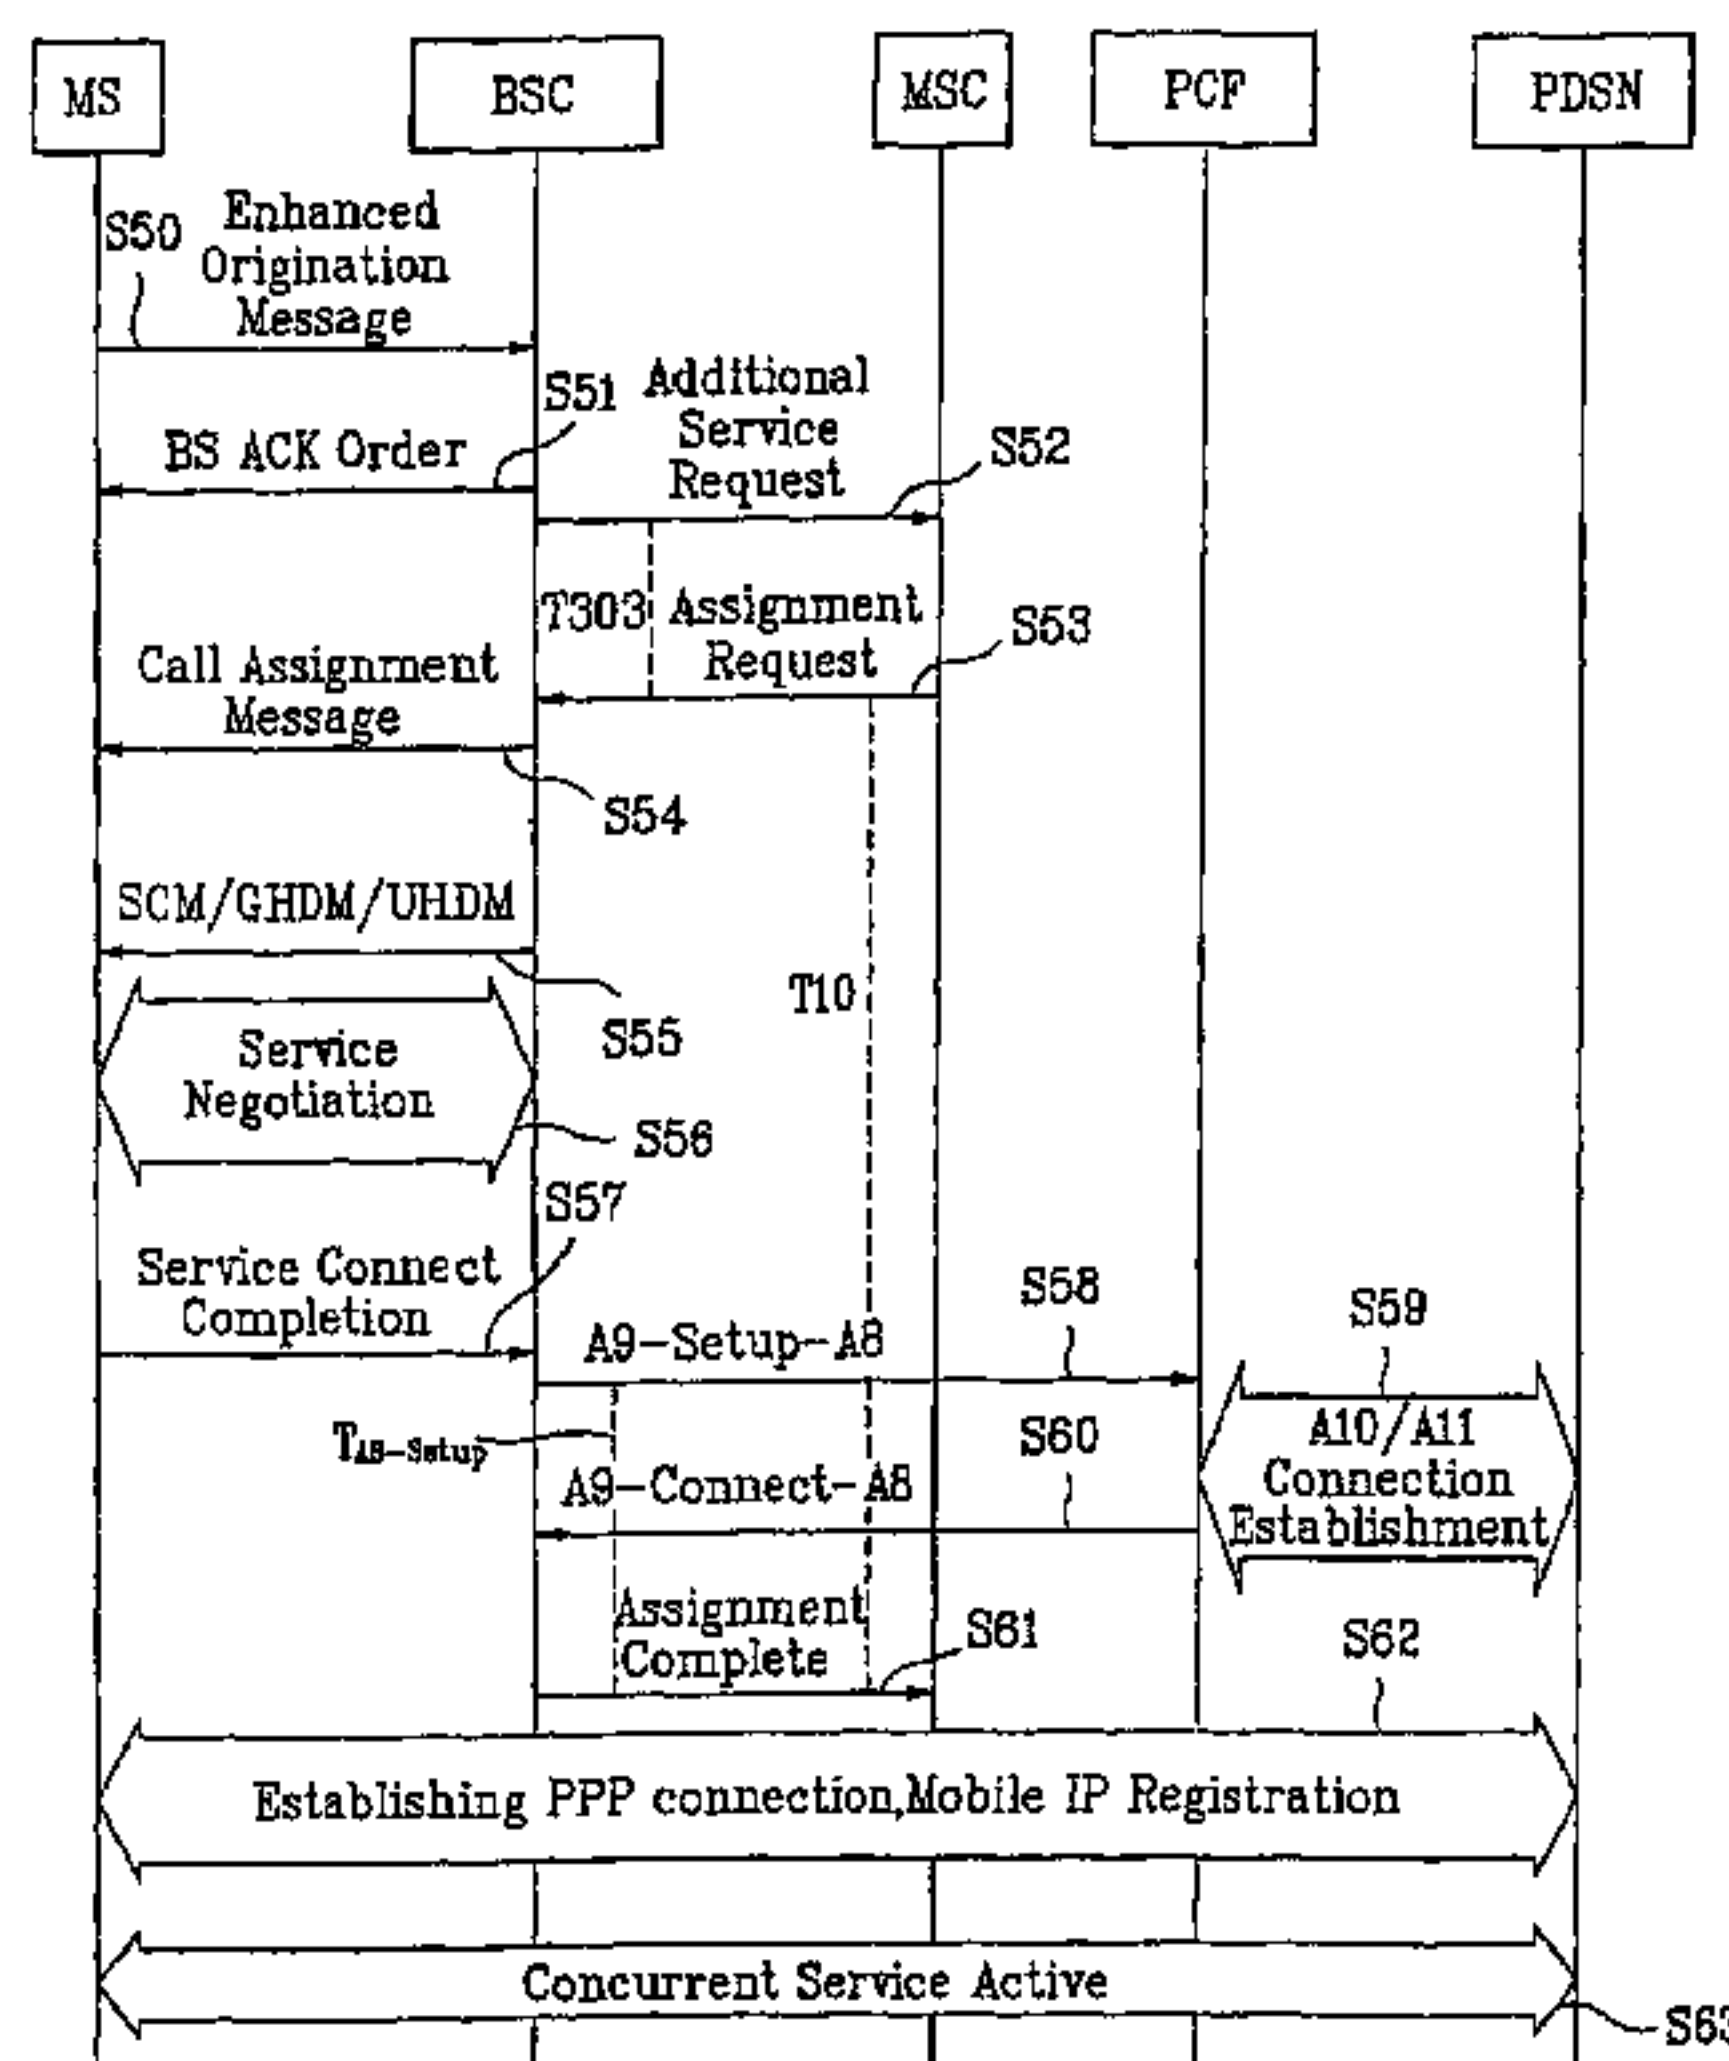 MS
BSC
MSC
PCF
PDSN
S50
Enhanced
Origination
Message
S51
BS ACK Order
Additional
Service
Request
S52
T303
Assignment
Request
S53
Call Assignment
Message
S54
SCM/GHDM/UHDM
S55
T10
Service
Negotiation
S56
S57
Service Connect
Completion
A9-Setup-A8
S58
S59
TA8-Setup
A10/A11
Connection
Establishment
A9-Connect-A8
S60
Assignment
Complete
S61
S62
Establishing PPP connection,Mobile IP Registration
Concurrent Service Active
S63